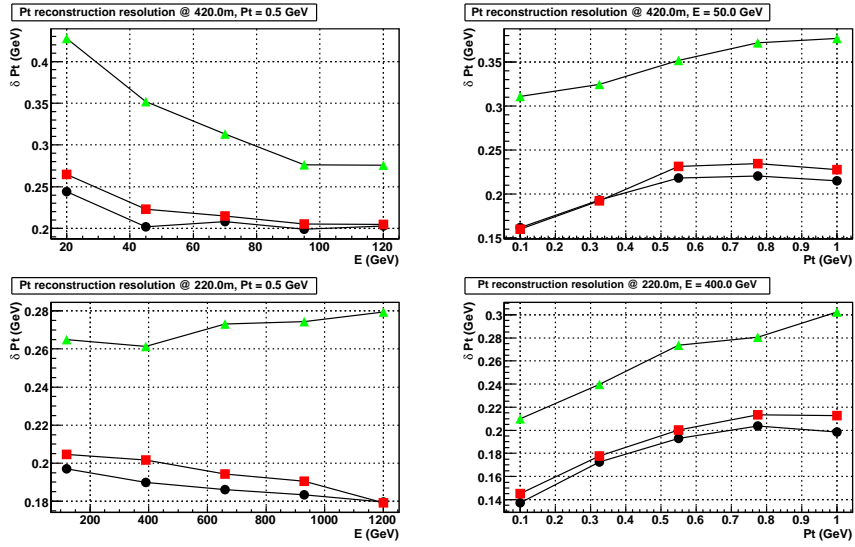 Pt reconstruction resolution @ 420.0m, Pt = 0.5 GeV
δ Pt (GeV)
0.4
0.35
0.3
0.25
0.2
20 40 60 80 100 120
E (GeV)
Pt reconstruction resolution @ 420.0m, E = 50.0 GeV
δ Pt (GeV)
0.35
0.3
0.25
0.2
0.15
0.1 0.2 0.3 0.4 0.5 0.6 0.7 0.8 0.9 1
Pt (GeV)
Pt reconstruction resolution @ 220.0m, Pt = 0.5 GeV
δ Pt (GeV)
0.28
0.26
0.24
0.22
0.2
0.18
200 400 600 800 1000 1200
E (GeV)
Pt reconstruction resolution @ 220.0m, E = 400.0 GeV
δ Pt (GeV)
0.3
0.28
0.26
0.24
0.22
0.2
0.18
0.16
0.14
0.1 0.2 0.3 0.4 0.5 0.6 0.7 0.8 0.9 1
Pt (GeV)